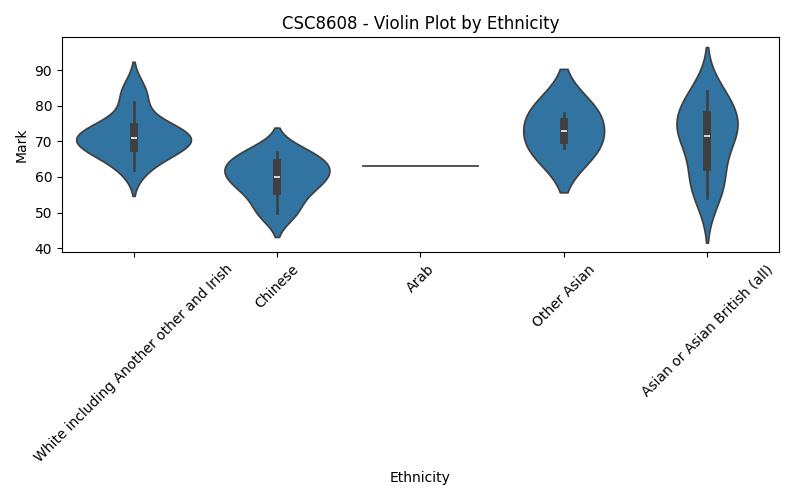 CSC8608 - Violin Plot by Ethnicity
Mark
90
80
70
60
50
40
White including Another other and Irish
Chinese
Arab
Other Asian
Asian or Asian British (all)
Ethnicity